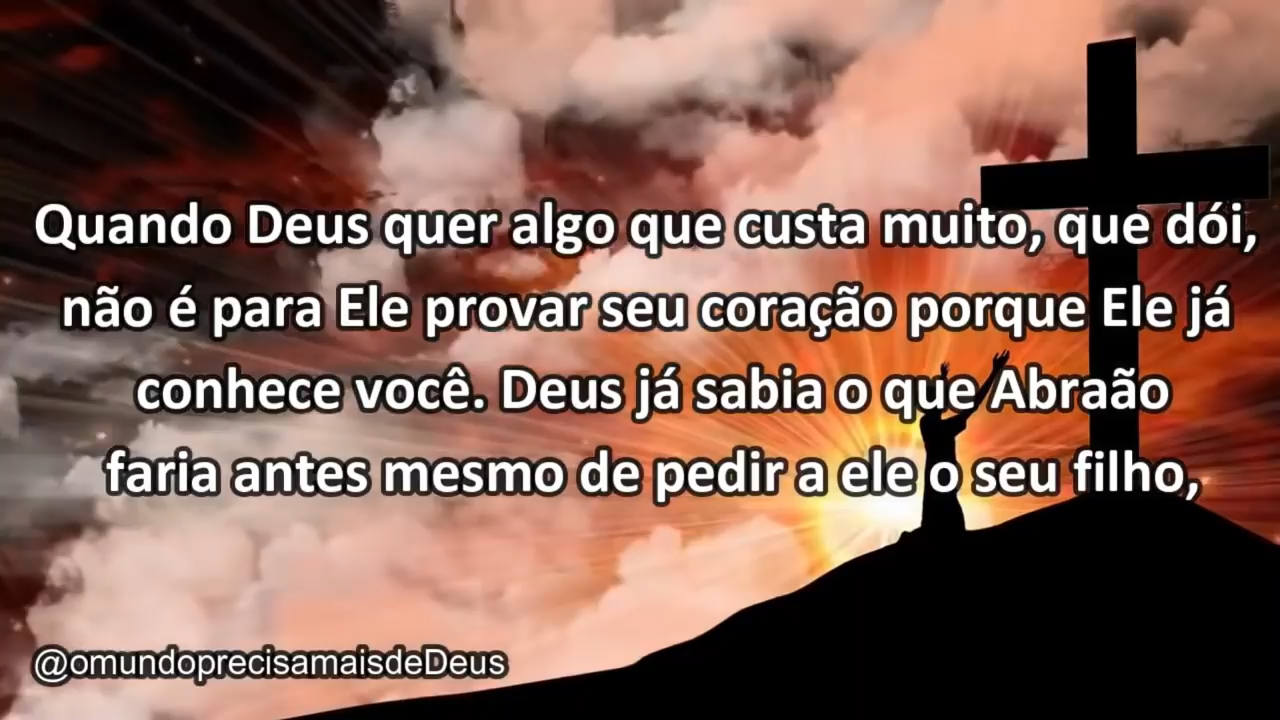 Quando Deus quer algo que custa muito, que dói,
não é para Ele provar seu coração porque Ele já
conhece você. Deus já sabia o que Abraão
faria antes mesmo de pedir a ele o seu filho,
@omundoprecisamaisdeDeus